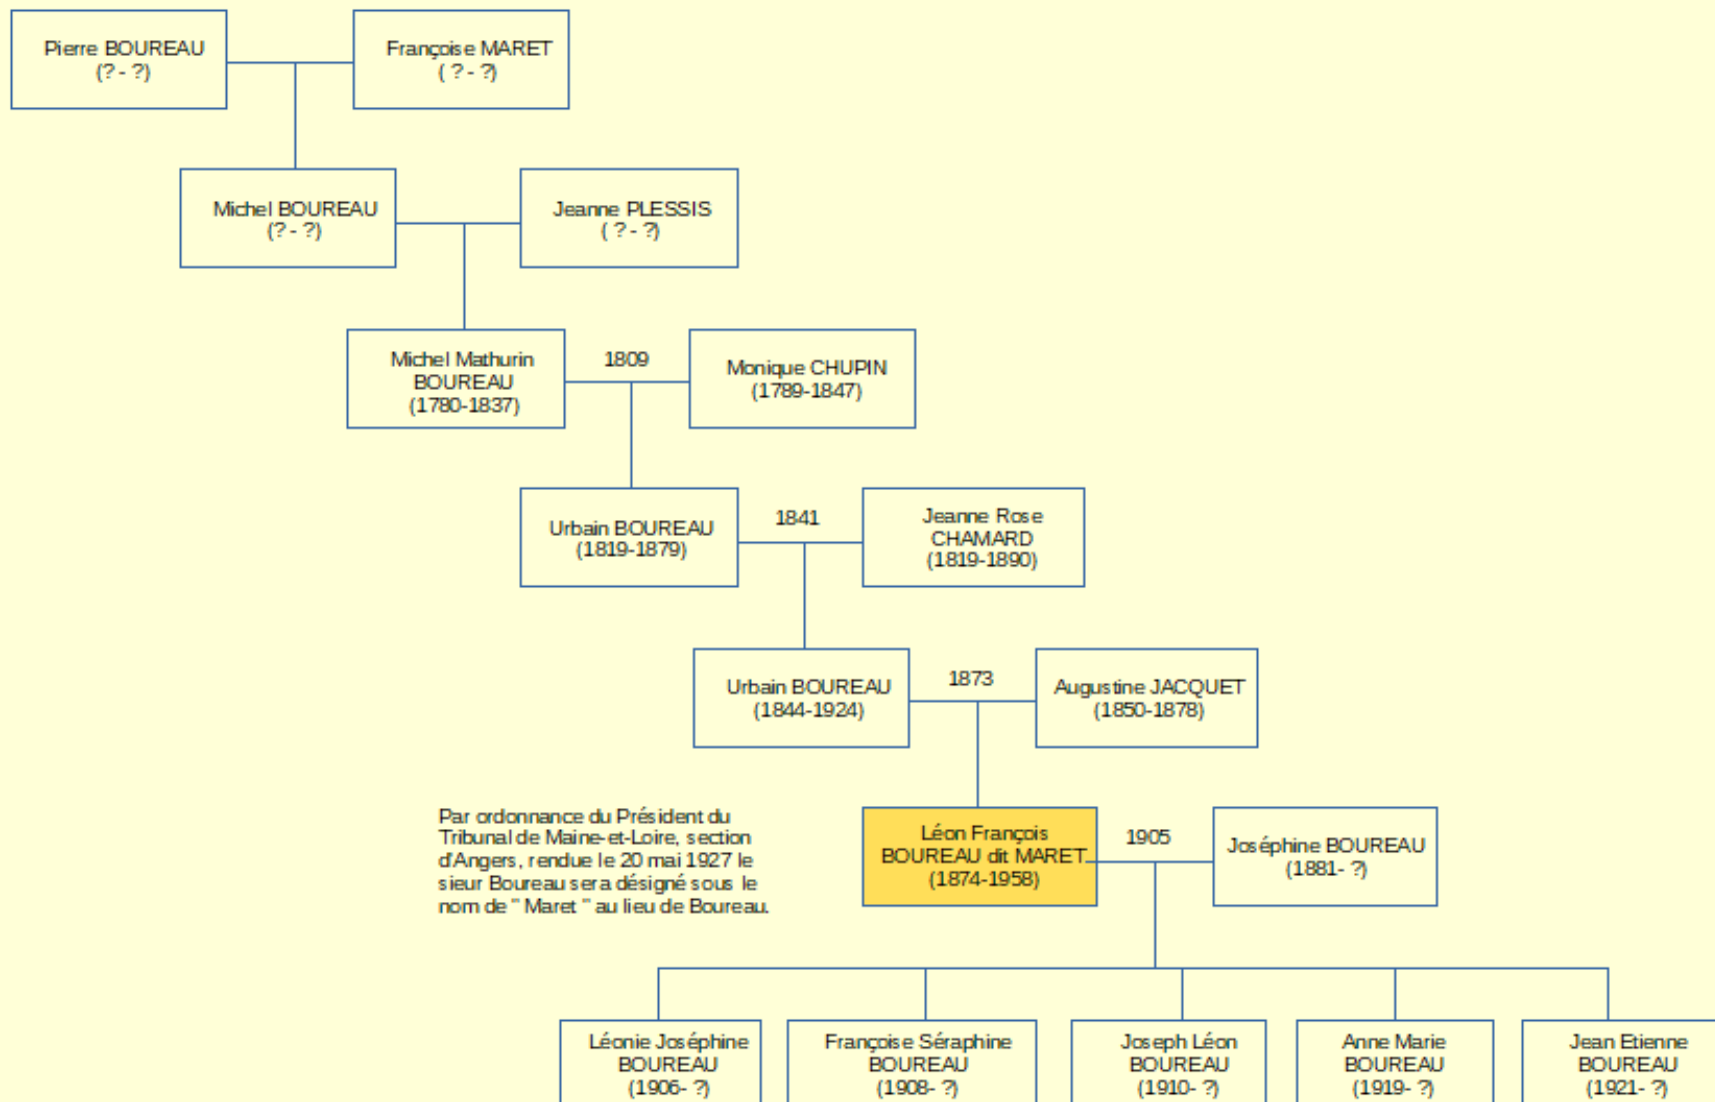 Pierre BOUREAU
(? - ?)
Françoise MARET
( ? - ?)
Michel BOUREAU
(? - ?)
Jeanne PLESSIS
( ? - ?)
Michel Mathurin
BOUREAU
(1780-1837)
1809
Monique CHUPIN
(1789-1847)
Urbain BOUREAU
(1819-1879)
1841
Jeanne Rose
CHAMARD
(1819-1890)
Urbain BOUREAU
(1844-1924)
1873
Augustine JACQUET
(1850-1878)
Par ordonnance du Président du
Tribunal de Maine-et-Loire, section
d'Angers, rendue le 20 mai 1927 le
sieur Boureau sera désigné sous le
nom de " Maret " au lieu de Boureau.
Léon François
BOUREAU dit MARET
(1874-1958)
1905
Joséphine BOUREAU
(1881- ?)
Léonie Joséphine
BOUREAU
(1906- ?)
Françoise Séraphine
BOUREAU
(1908- ?)
Joseph Léon
BOUREAU
(1910- ?)
Anne Marie
BOUREAU
(1919- ?)
Jean Etienne
BOUREAU
(1921- ?)